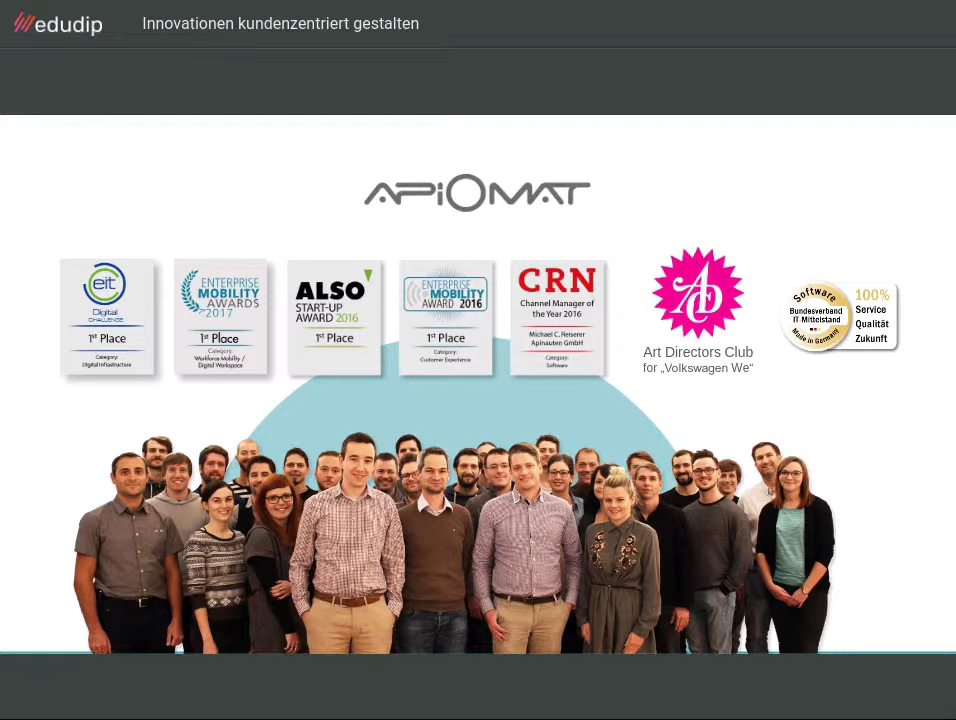 edudip
Innovationen kundenzentriert gestalten
APiOMAT
eit
Digital
CHALLENGE
1st Place
Category:
Digital Infrastructure
ENTERPRISE
MOBILITY
AWARDS
2017
1st Place
Category:
Workforce Mobility /
Digital Workspace
ALSO
START-UP
AWARD 2016
1st Place
ENTERPRISE
MOBILITY
AWARD 2016
1st Place
Category:
Customer Experience
CRN
Channel Manager of
the Year 2016
Michael C. Reiserer
Apinauten GmbH
Category:
Software
ADC
Art Directors Club
for „Volkswagen We“
Software
Bundesverband
IT-Mittelstand
Made in Germany
100%
Service
Qualität
Zukunft